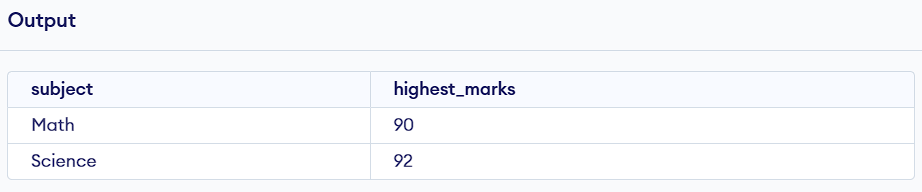 Output
subject highest_marks
Math 90
Science 92